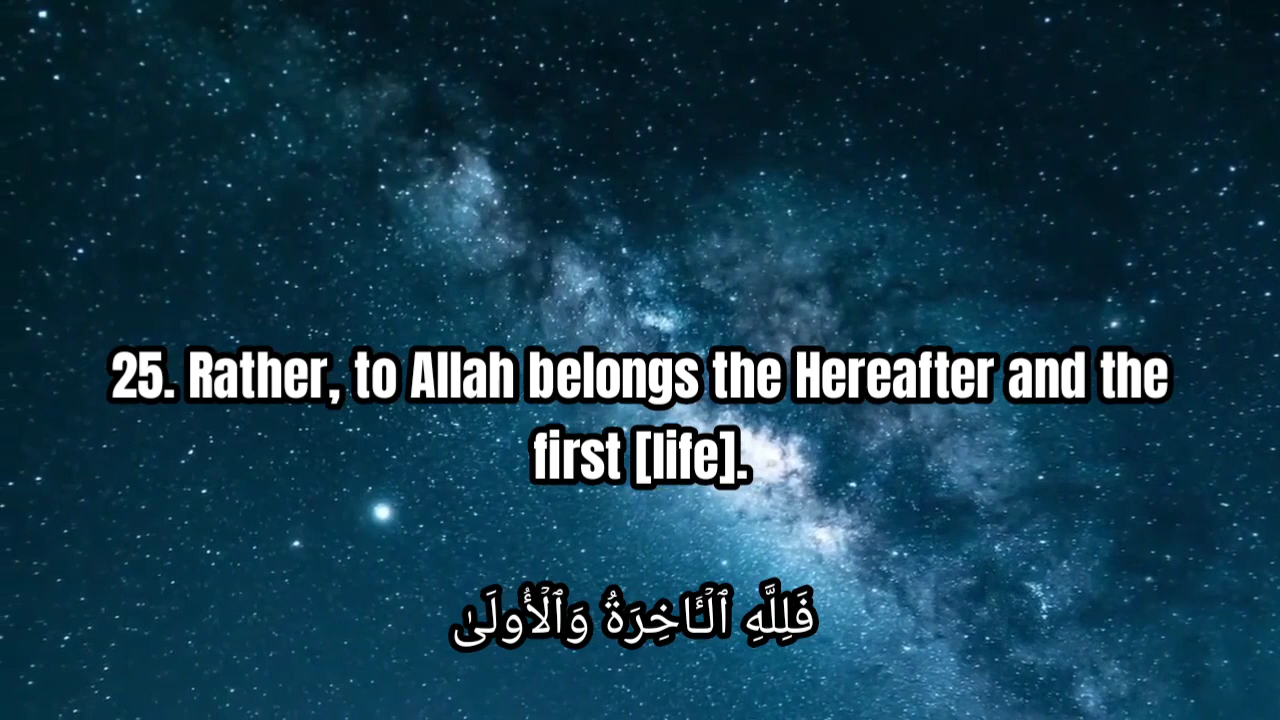 25. Rather, to Allah belongs the Hereafter and the
first [life].
فَلِلَّهِ ٱلْـَٔاخِرَةُ وَٱلْأُولَىٰ